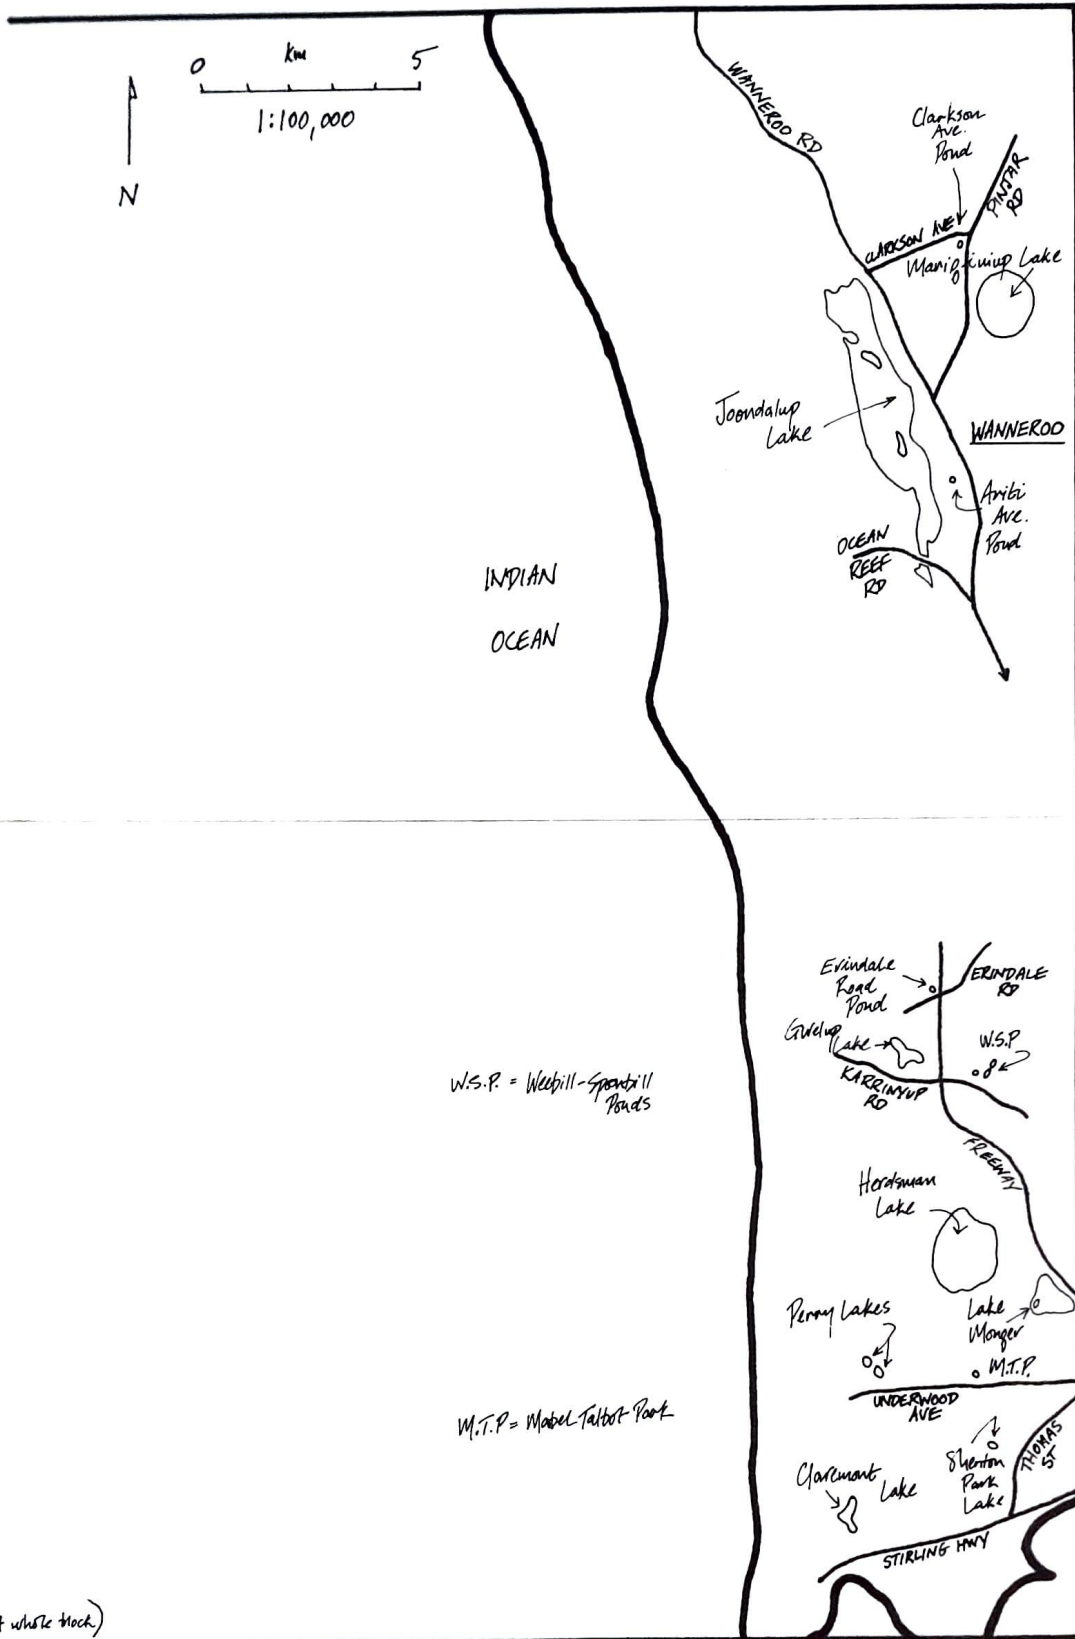 0 km 5
1:100,000
N
WANNEROO RD
Clarkson
Ave.
Pond
PINJAR
RD
CLARKSON AVE
Mariginiup Lake
Joondalup
Lake
WANNEROO
Ariti
Ave.
Pond
OCEAN
REEF
RD
INDIAN
OCEAN
Erindale
Road
Pond
ERINDALE
RD
Gwelup
Lake
W.S.P
KARRINYUP
RD
W.S.P. = Weebill-Spoonbill
Ponds
FREEWAY
Herdsman
Lake
Perry Lakes
Lake
Monger
M.T.P.
UNDERWOOD
AVE
M.T.P = Mabel Talbot Park
THOMAS
ST
Shenton
Park
Lake
Claremont
Lake
STIRLING HWY
whole block)